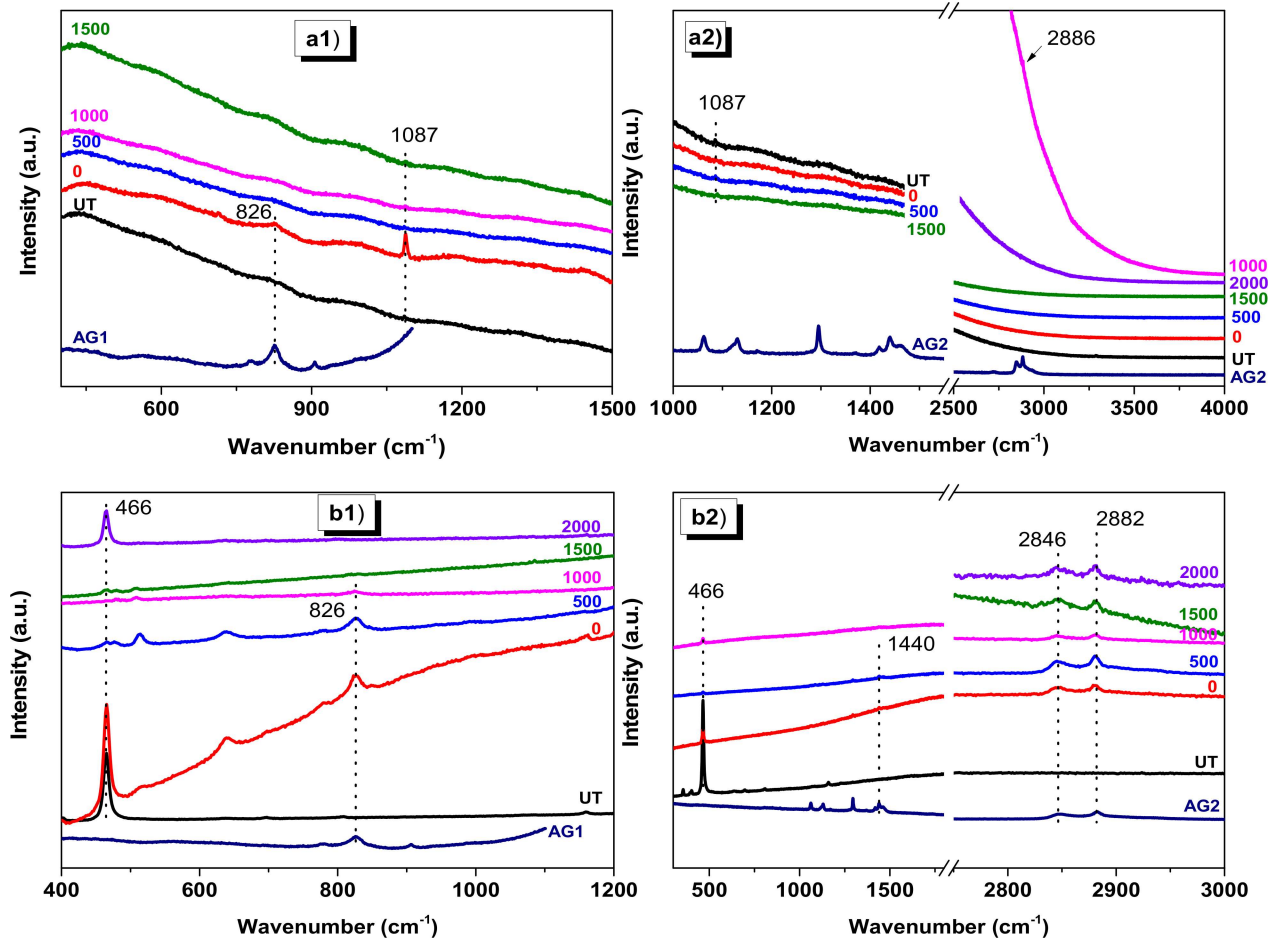 a1)
1500
1000
500
0
UT
AG1
826
1087
Intensity (a.u.)
600 900 1200 1500
Wavenumber (cm⁻¹)
a2)
2886
1087
UT
0
500
1500
AG2
1000
2000
1500
500
0
UT
AG2
Intensity (a.u.)
1000 1200 1400 2500 3000 3500 4000
Wavenumber (cm⁻¹)
b1)
466
2000
1500
1000
500
0
826
UT
AG1
Intensity (a.u.)
400 600 800 1000 1200
Wavenumber (cm⁻¹)
b2)
2846
2882
466
1440
2000
1500
1000
500
0
UT
AG2
Intensity (a.u.)
500 1000 1500 2800 2900 3000
Wavenumber (cm⁻¹)